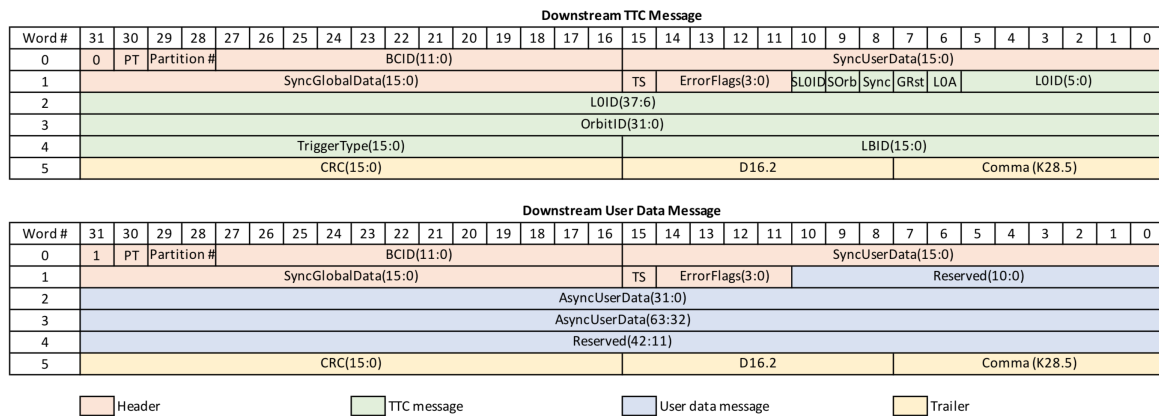 Downstream TTC Message
Word # 31 30 29 28 27 26 25 24 23 22 21 20 19 18 17 16 15 14 13 12 11 10 9 8 7 6 5 4 3 2 1 0
0 0 PT Partition # BCID(11:0) SyncUserData(15:0)
1 SyncGlobalData(15:0) TS ErrorFlags(3:0) SL0ID SOrb Sync GRst L0A L0ID(5:0)
2 L0ID(37:6)
3 OrbitID(31:0)
4 TriggerType(15:0) LBID(15:0)
5 CRC(15:0) D16.2 Comma (K28.5)
Downstream User Data Message
Word # 31 30 29 28 27 26 25 24 23 22 21 20 19 18 17 16 15 14 13 12 11 10 9 8 7 6 5 4 3 2 1 0
0 1 PT Partition # BCID(11:0) SyncUserData(15:0)
1 SyncGlobalData(15:0) TS ErrorFlags(3:0) Reserved(10:0)
2 AsyncUserData(31:0)
3 AsyncUserData(63:32)
4 Reserved(42:11)
5 CRC(15:0) D16.2 Comma (K28.5)
Header TTC message User data message Trailer